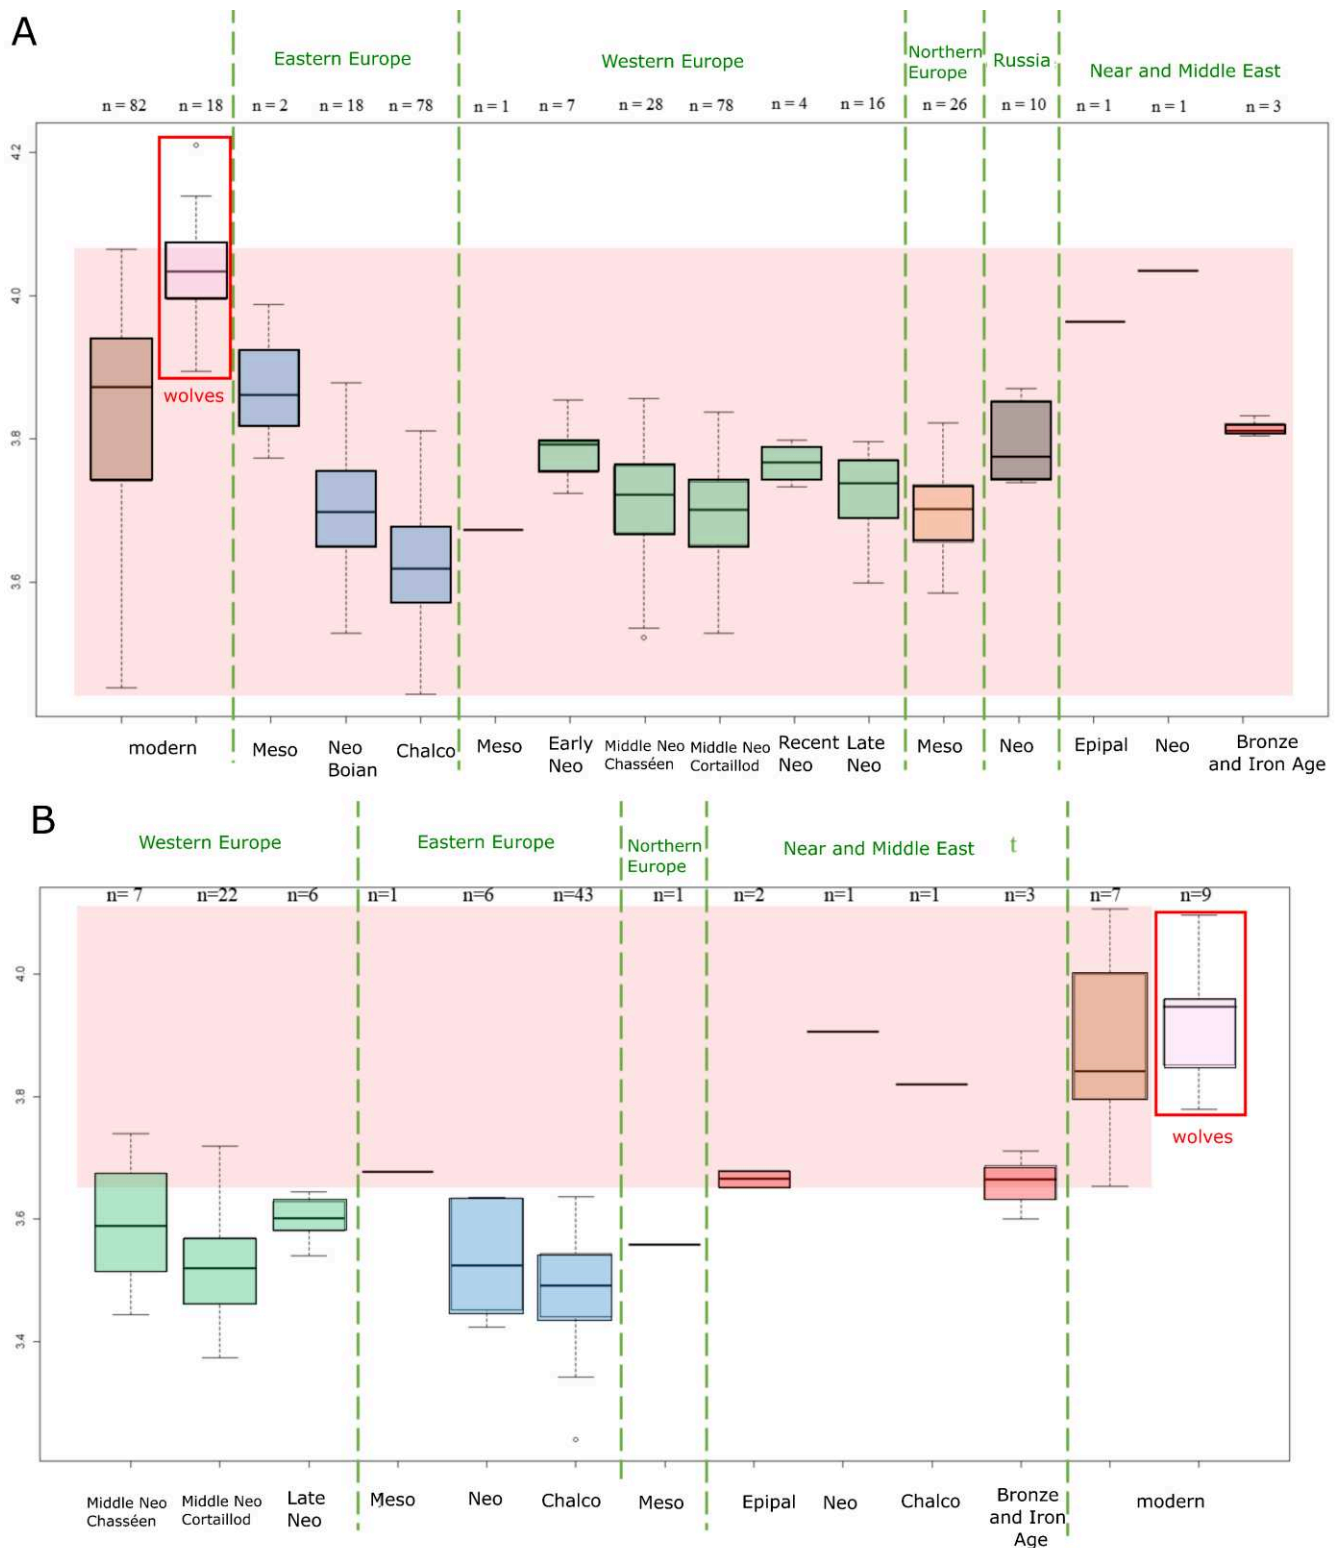 A
Eastern Europe
Western Europe
Northern
Europe
Russia
Near and Middle East
n = 82
n = 18
n = 2
n = 18
n = 78
n = 1
n = 7
n = 28
n = 78
n = 4
n = 16
n = 26
n = 10
n = 1
n = 1
n = 3
4.2
4.0
3.8
3.6
wolves
modern
Meso
Neo
Boian
Chalco
Meso
Early
Neo
Middle Neo
Chasséen
Middle Neo
Cortaillod
Recent
Neo
Late
Neo
Meso
Neo
Epipal
Neo
Bronze
and Iron Age
B
Western Europe
Eastern Europe
Northern
Europe
Near and Middle East
t
n= 7
n=22
n=6
n=1
n=6
n=43
n=1
n=2
n=1
n=1
n=3
n=7
n=9
4.0
3.8
3.6
3.4
wolves
Middle Neo
Chasséen
Middle Neo
Cortaillod
Late
Neo
Meso
Neo
Chalco
Meso
Epipal
Neo
Chalco
Bronze
and Iron
Age
modern